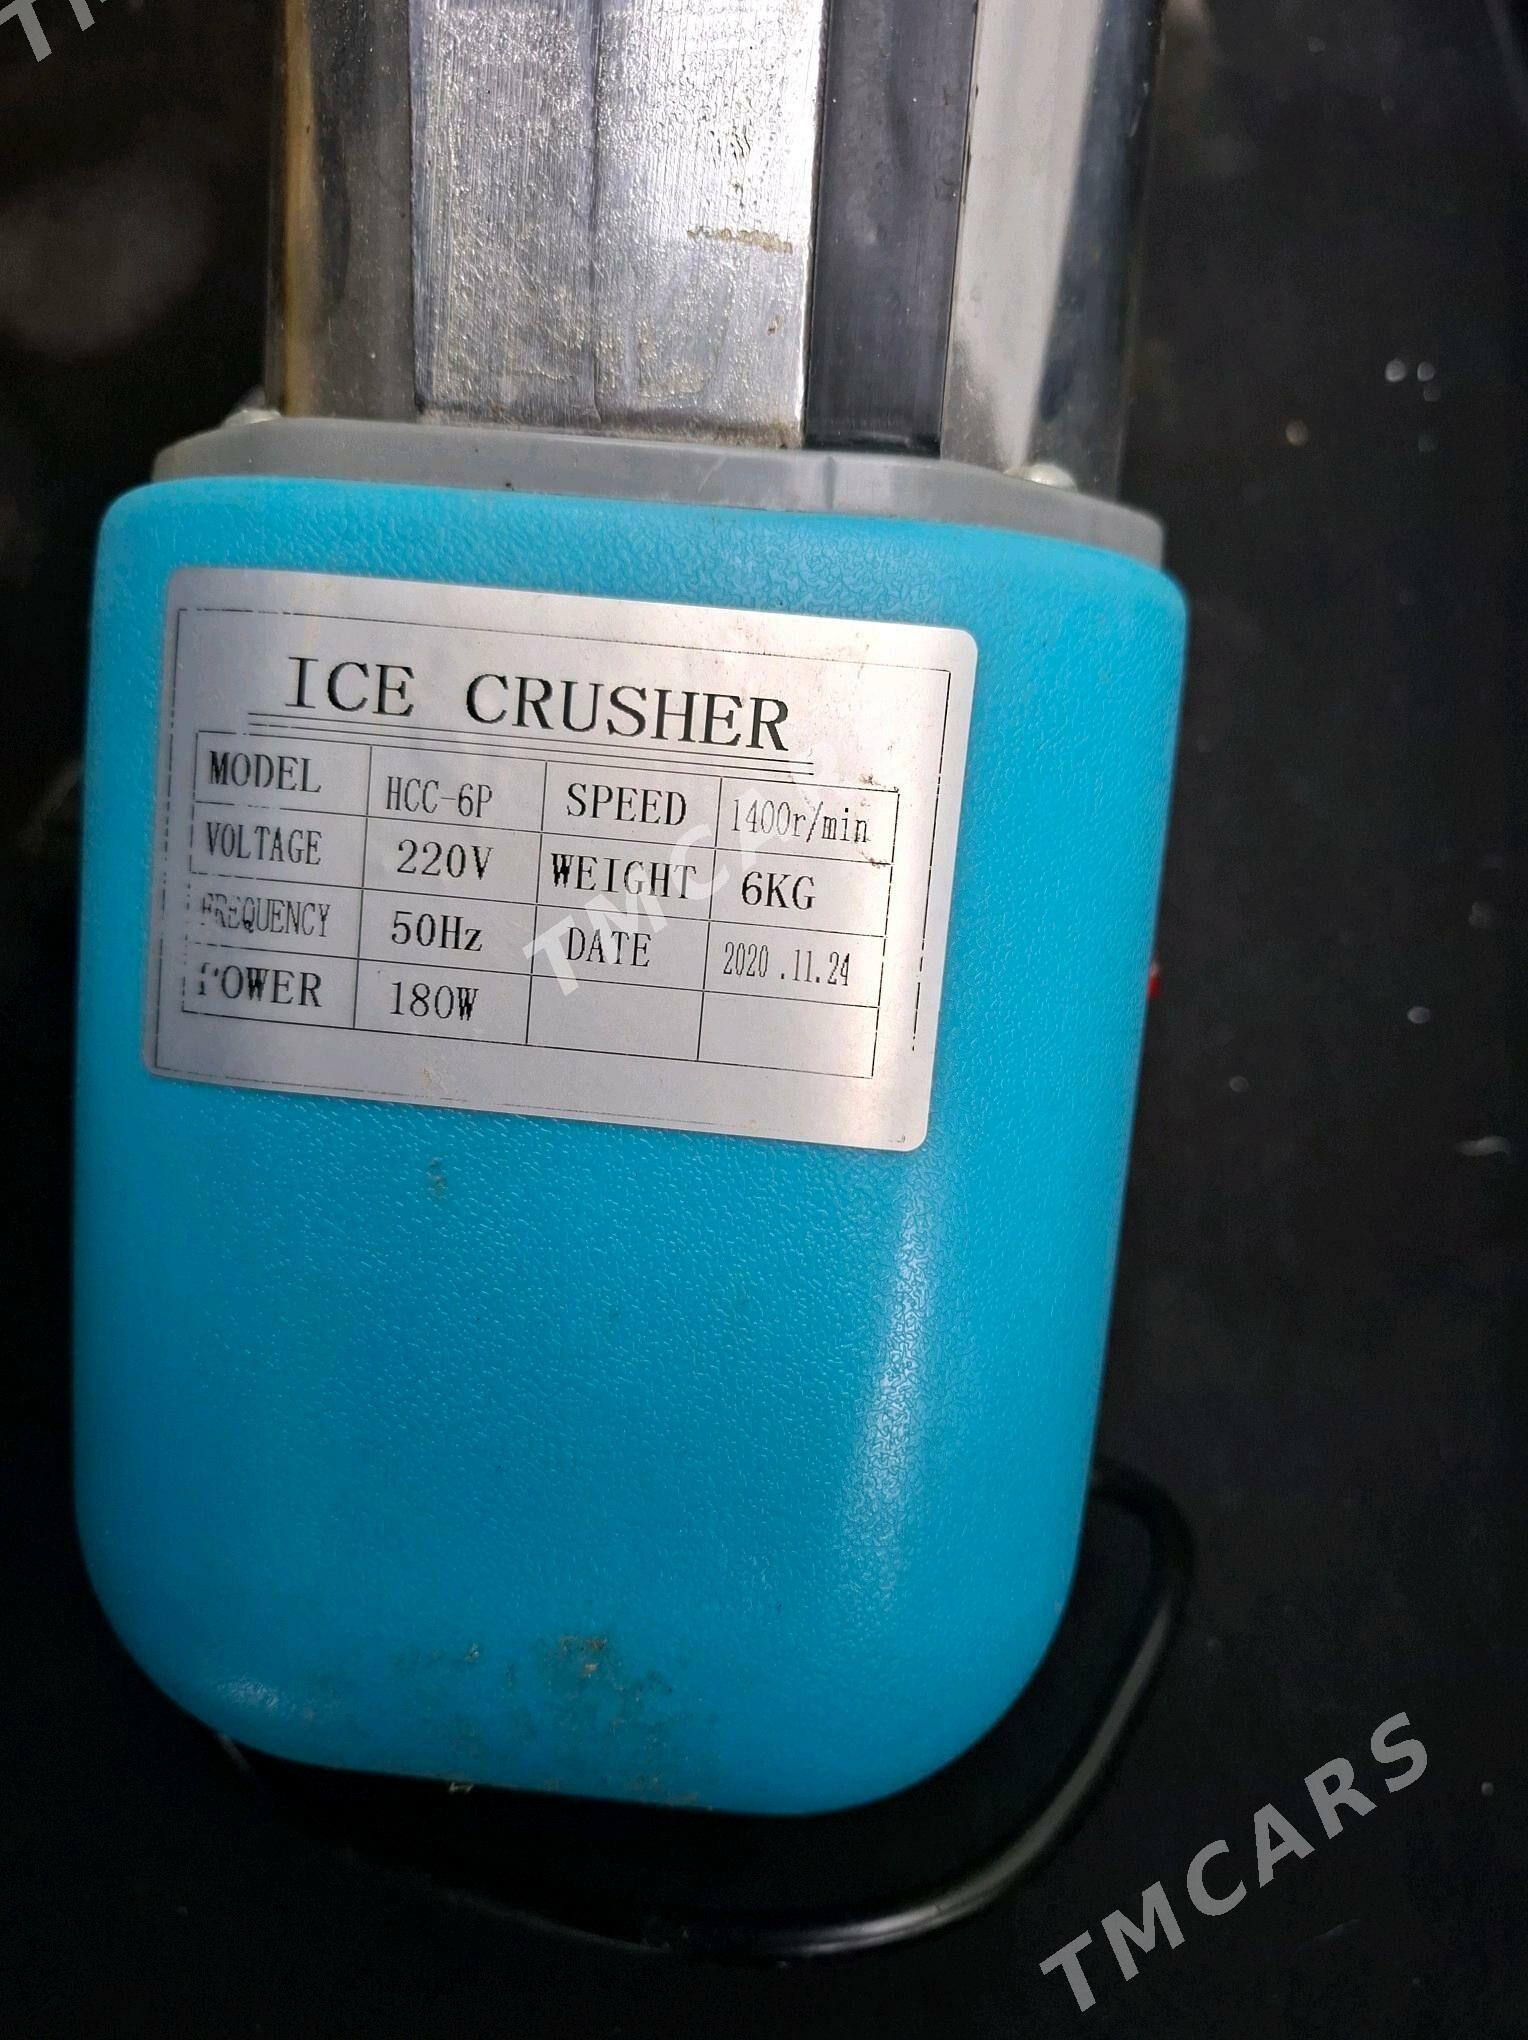 ICE CRUSHER
MODEL HCC-6P SPEED 1400r/min
VOLTAGE 220V WEIGHT 6KG
FREQUENCY 50Hz DATE 2020.11.24
POWER 180W
TMCARS
TMCARS